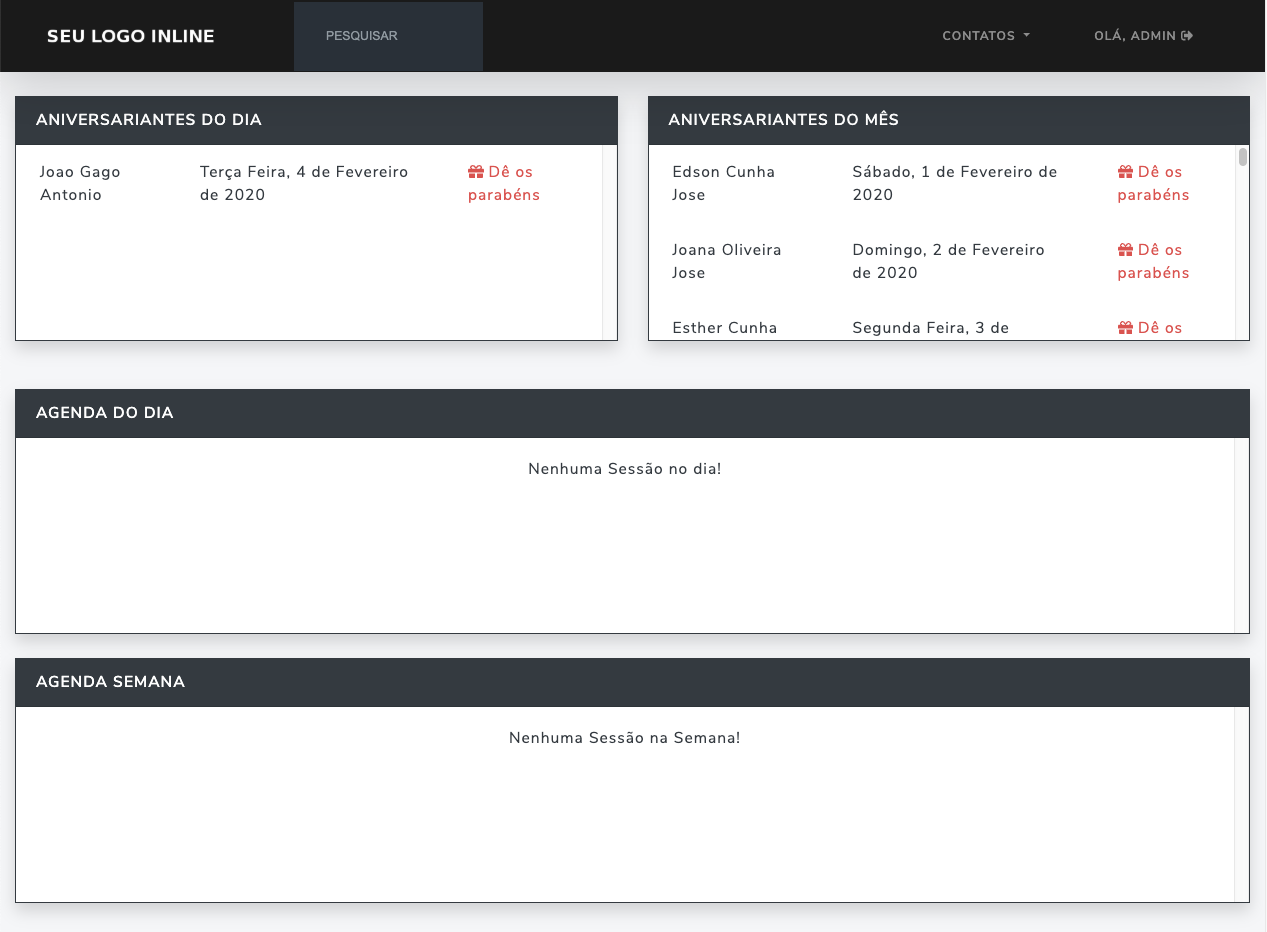 SEU LOGO INLINE
PESQUISAR
CONTATOS
OLÁ, ADMIN
ANIVERSARIANTES DO DIA
Joao Gago
Antonio
Terça Feira, 4 de Fevereiro
de 2020
Dê os
parabéns
ANIVERSARIANTES DO MÊS
Edson Cunha
Jose
Sábado, 1 de Fevereiro de
2020
Dê os
parabéns
Joana Oliveira
Jose
Domingo, 2 de Fevereiro
de 2020
Dê os
parabéns
Esther Cunha
Segunda Feira, 3 de
Dê os
AGENDA DO DIA
Nenhuma Sessão no dia!
AGENDA SEMANA
Nenhuma Sessão na Semana!